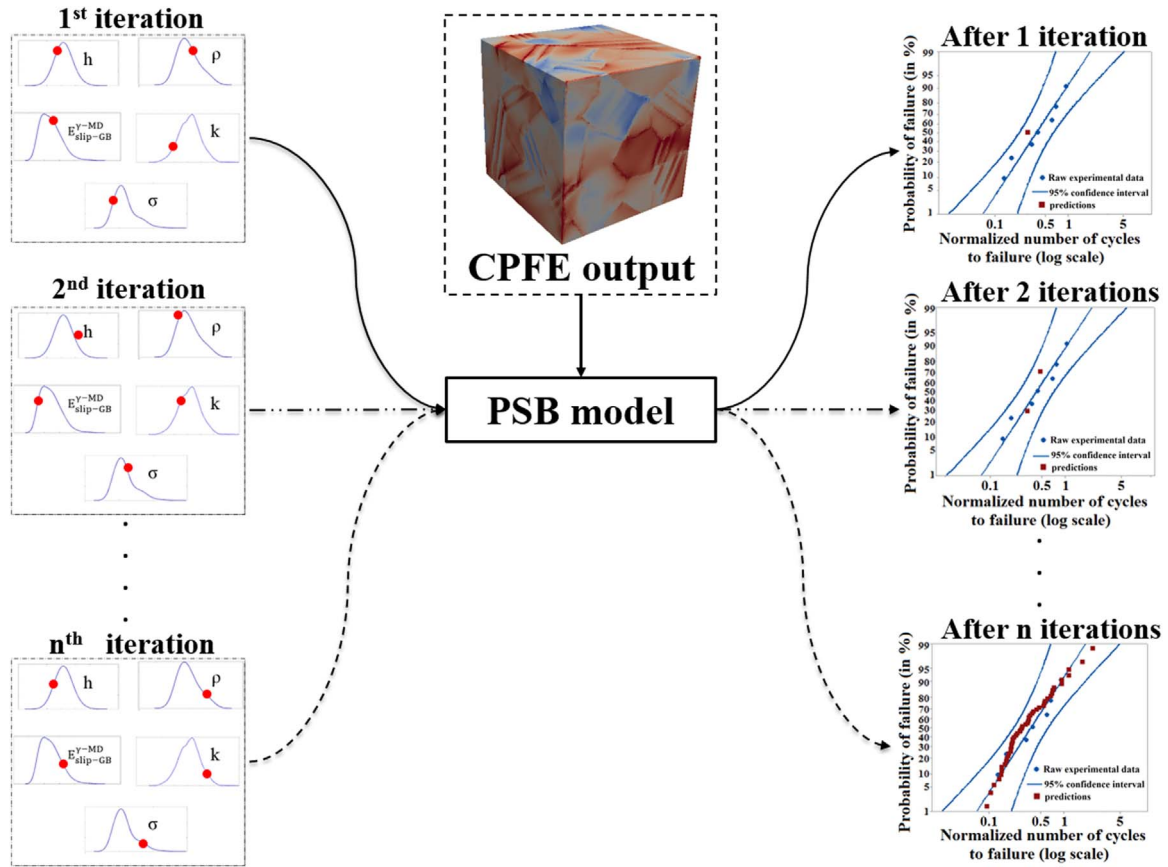 1st iteration
h
ρ
E slip-GB γ-MD
k
σ
2nd iteration
h
ρ
E slip-GB γ-MD
k
σ
nth iteration
h
ρ
E slip-GB γ-MD
k
σ
CPFE output
PSB model
After 1 iteration
Probability of failure (in %)
99
95
90
80
70
60
50
40
30
20
10
5
1
Raw experimental data
95% confidence interval
predictions
0.1 0.5 1 5
Normalized number of cycles
to failure (log scale)
After 2 iterations
Probability of failure (in %)
99
95
90
80
70
60
50
40
30
20
10
5
1
Raw experimental data
95% confidence interval
predictions
0.1 0.5 1 5
Normalized number of cycles
to failure (log scale)
After n iterations
Probability of failure (in %)
99
95
90
80
70
60
50
40
30
20
10
5
1
Raw experimental data
95% confidence interval
predictions
0.1 0.5 1 5
Normalized number of cycles
to failure (log scale)